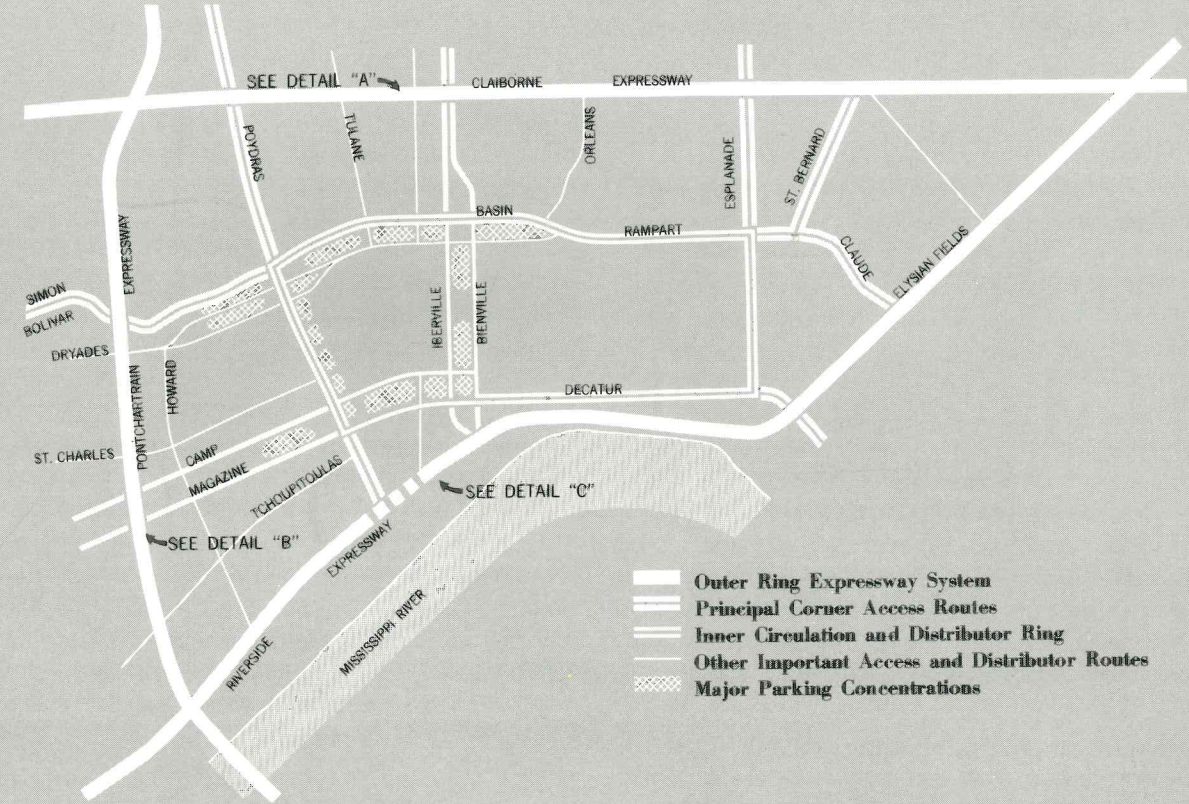 SEE DETAIL "A"
CLAIBORNE EXPRESSWAY
POYDRAS
TULANE
ORLEANS
ESPLANADE
ST. BERNARD
BASIN
RAMPART
CLAUDE
ELYSIAN FIELDS
EXPRESSWAY
SIMON
BOLIVAR
DRYADES
IBERVILLE
BIENVILLE
HOWARD
PONTCHARTRAIN
DECATUR
ST. CHARLES
CAMP
MAGAZINE
TCHOUPITOULAS
SEE DETAIL "C"
SEE DETAIL "B"
EXPRESSWAY
RIVERSIDE
MISSISSIPPI RIVER
Outer Ring Expressway System
Principal Corner Access Routes
Inner Circulation and Distributor Ring
Other Important Access and Distributor Routes
Major Parking Concentrations